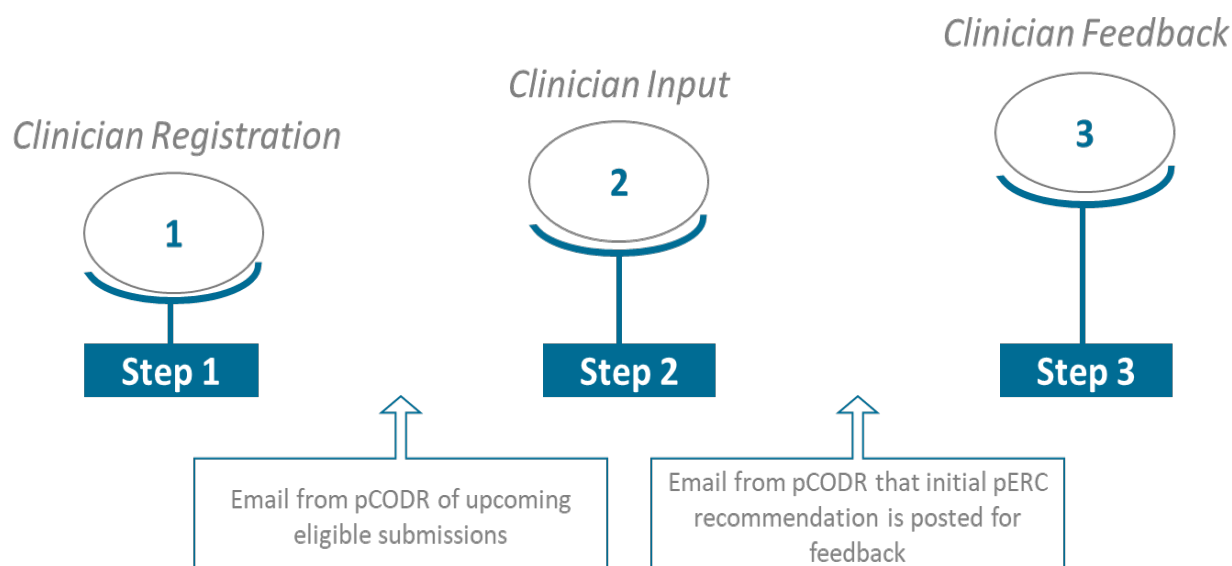 Clinician Feedback
Clinician Input
Clinician Registration
1
2
3
Step 1
Step 2
Step 3
Email from pCODR of upcoming
eligible submissions
Email from pCODR that initial pERC
recommendation is posted for
feedback